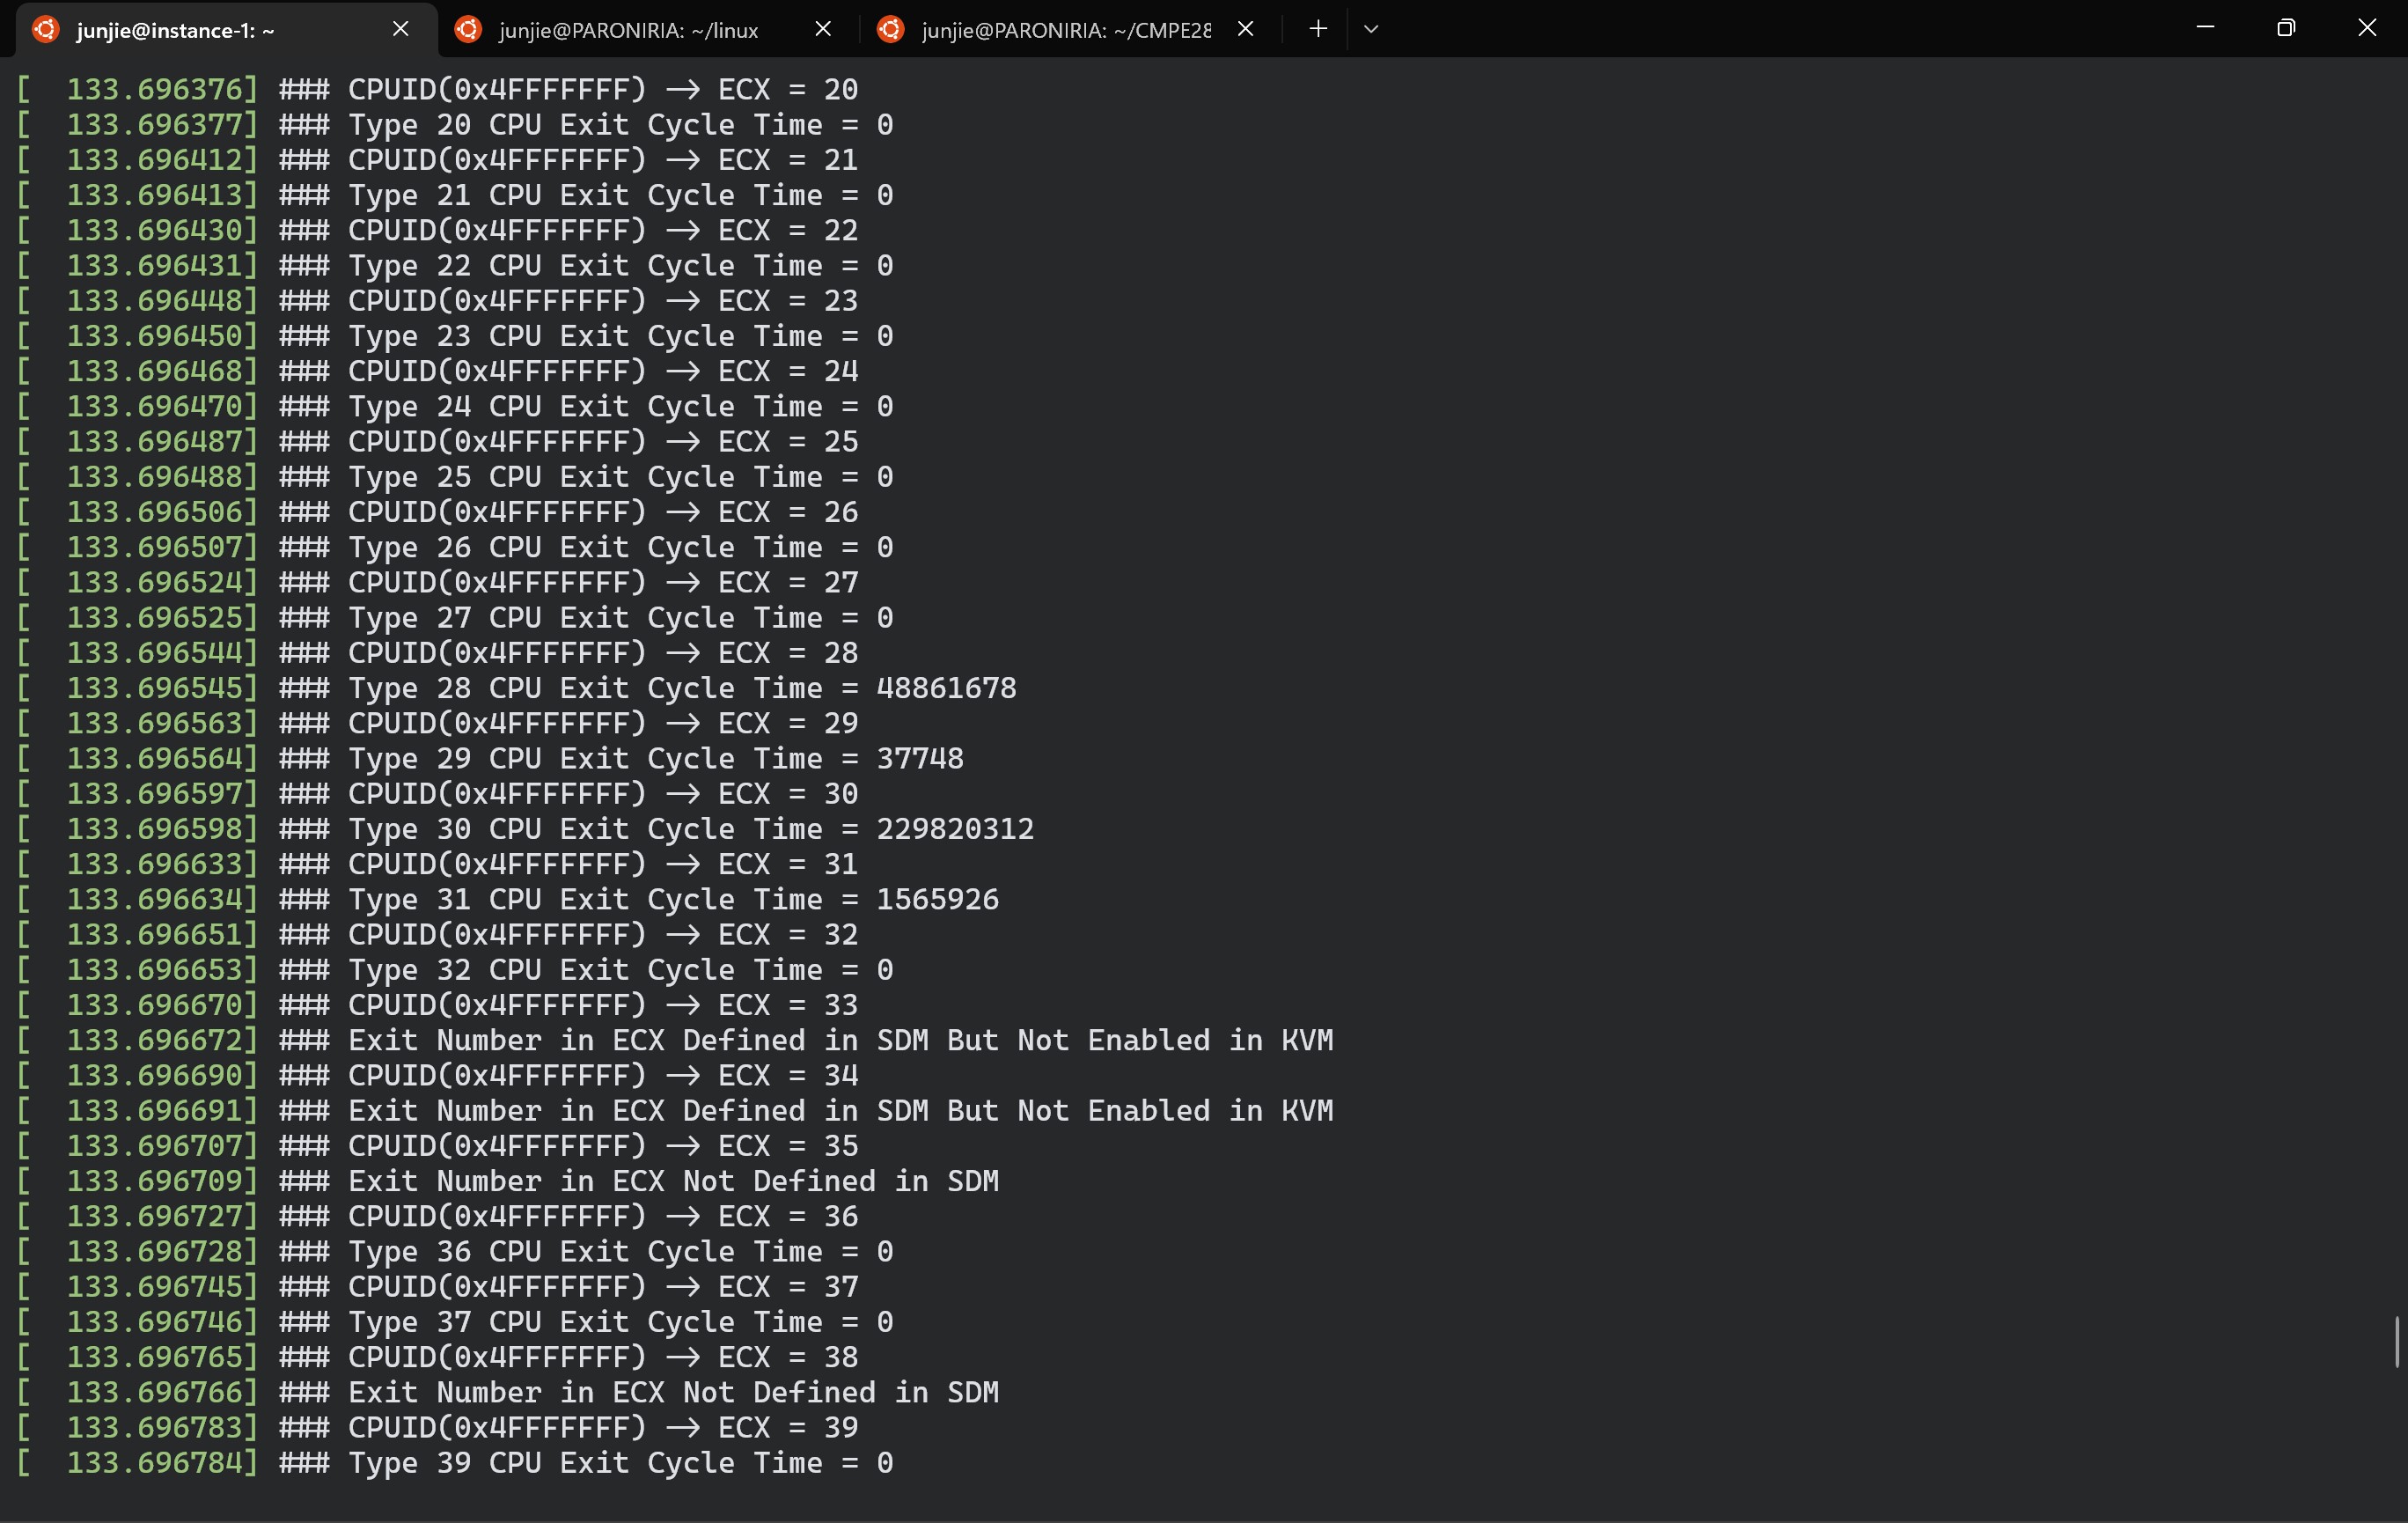 junjie@instance-1: ~
junjie@PARONIRIA: ~/linux
junjie@PARONIRIA: ~/CMPE28
[  133.696376] ### CPUID(0x4FFFFFFF) --> ECX = 20
[  133.696377] ### Type 20 CPU Exit Cycle Time = 0
[  133.696412] ### CPUID(0x4FFFFFFF) --> ECX = 21
[  133.696413] ### Type 21 CPU Exit Cycle Time = 0
[  133.696430] ### CPUID(0x4FFFFFFF) --> ECX = 22
[  133.696431] ### Type 22 CPU Exit Cycle Time = 0
[  133.696448] ### CPUID(0x4FFFFFFF) --> ECX = 23
[  133.696450] ### Type 23 CPU Exit Cycle Time = 0
[  133.696468] ### CPUID(0x4FFFFFFF) --> ECX = 24
[  133.696470] ### Type 24 CPU Exit Cycle Time = 0
[  133.696487] ### CPUID(0x4FFFFFFF) --> ECX = 25
[  133.696488] ### Type 25 CPU Exit Cycle Time = 0
[  133.696506] ### CPUID(0x4FFFFFFF) --> ECX = 26
[  133.696507] ### Type 26 CPU Exit Cycle Time = 0
[  133.696524] ### CPUID(0x4FFFFFFF) --> ECX = 27
[  133.696525] ### Type 27 CPU Exit Cycle Time = 0
[  133.696544] ### CPUID(0x4FFFFFFF) --> ECX = 28
[  133.696545] ### Type 28 CPU Exit Cycle Time = 48861678
[  133.696563] ### CPUID(0x4FFFFFFF) --> ECX = 29
[  133.696564] ### Type 29 CPU Exit Cycle Time = 37748
[  133.696597] ### CPUID(0x4FFFFFFF) --> ECX = 30
[  133.696598] ### Type 30 CPU Exit Cycle Time = 229820312
[  133.696633] ### CPUID(0x4FFFFFFF) --> ECX = 31
[  133.696634] ### Type 31 CPU Exit Cycle Time = 1565926
[  133.696651] ### CPUID(0x4FFFFFFF) --> ECX = 32
[  133.696653] ### Type 32 CPU Exit Cycle Time = 0
[  133.696670] ### CPUID(0x4FFFFFFF) --> ECX = 33
[  133.696672] ### Exit Number in ECX Defined in SDM But Not Enabled in KVM
[  133.696690] ### CPUID(0x4FFFFFFF) --> ECX = 34
[  133.696691] ### Exit Number in ECX Defined in SDM But Not Enabled in KVM
[  133.696707] ### CPUID(0x4FFFFFFF) --> ECX = 35
[  133.696709] ### Exit Number in ECX Not Defined in SDM
[  133.696727] ### CPUID(0x4FFFFFFF) --> ECX = 36
[  133.696728] ### Type 36 CPU Exit Cycle Time = 0
[  133.696745] ### CPUID(0x4FFFFFFF) --> ECX = 37
[  133.696746] ### Type 37 CPU Exit Cycle Time = 0
[  133.696765] ### CPUID(0x4FFFFFFF) --> ECX = 38
[  133.696766] ### Exit Number in ECX Not Defined in SDM
[  133.696783] ### CPUID(0x4FFFFFFF) --> ECX = 39
[  133.696784] ### Type 39 CPU Exit Cycle Time = 0